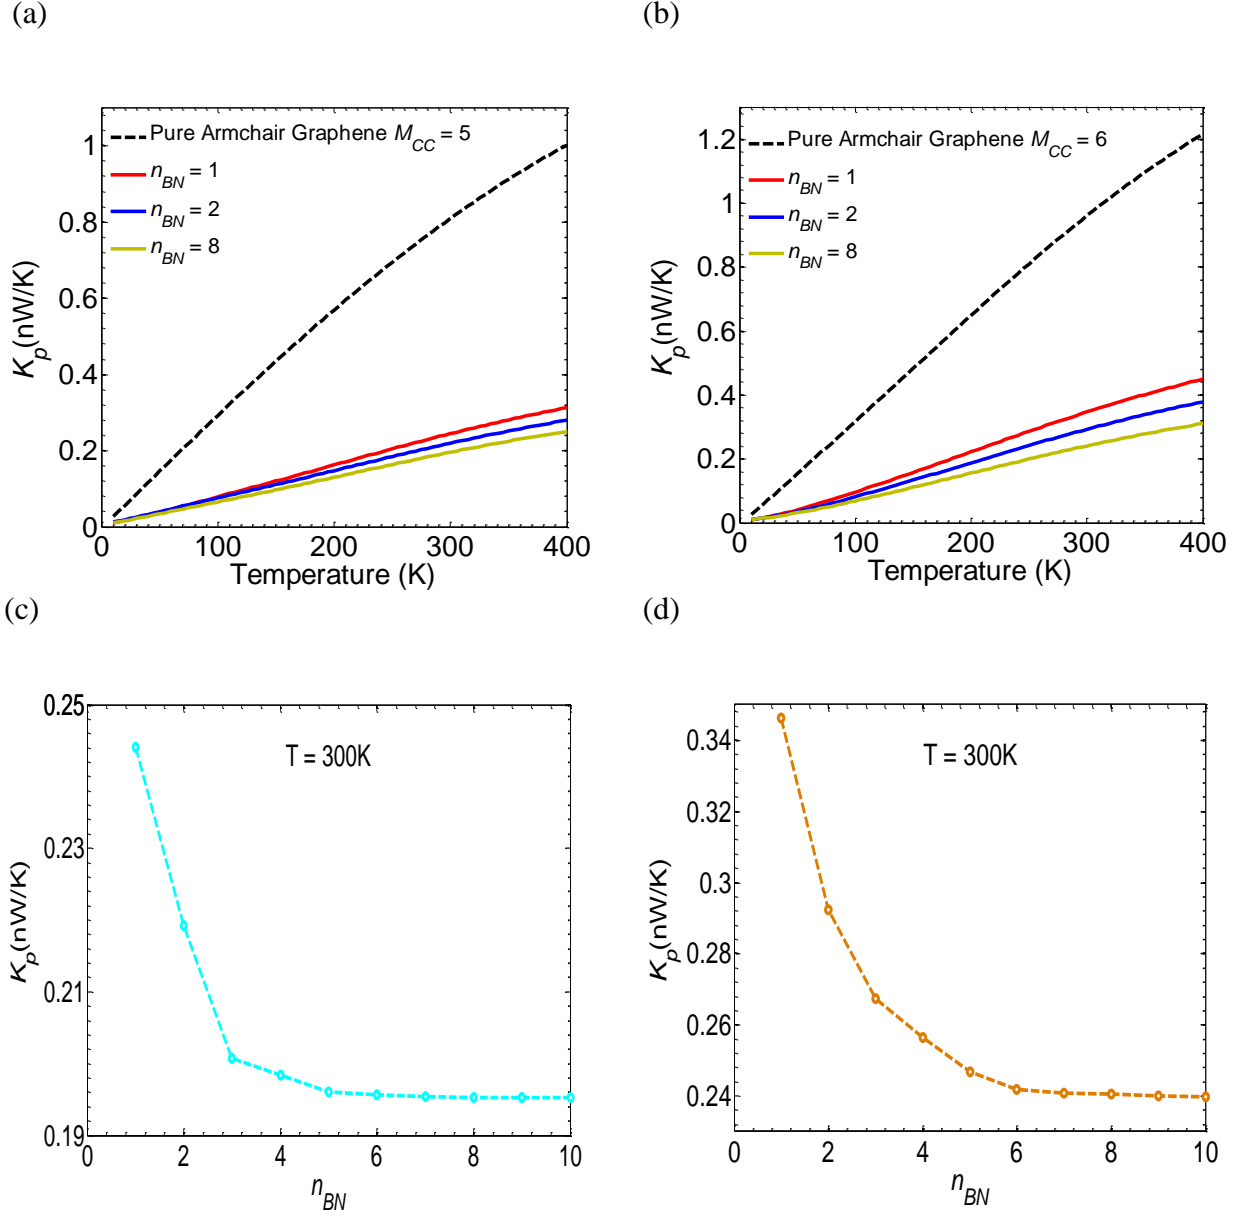 (a)
(b)
Pure Armchair Graphene M_CC = 5
n_BN = 1
n_BN = 2
n_BN = 8
1
0.8
0.6
0.4
0.2
0
K_p(nW/K)
0 100 200 300 400
Temperature (K)
Pure Armchair Graphene M_CC = 6
n_BN = 1
n_BN = 2
n_BN = 8
1.2
1
0.8
0.6
0.4
0.2
0
K_p(nW/K)
0 100 200 300 400
Temperature (K)
(c)
(d)
T = 300K
0.25
0.23
0.21
0.19
K_p(nW/K)
0 2 4 6 8 10
n_BN
T = 300K
0.34
0.3
0.28
0.26
0.24
K_p(nW/K)
0 2 4 6 8 10
n_BN